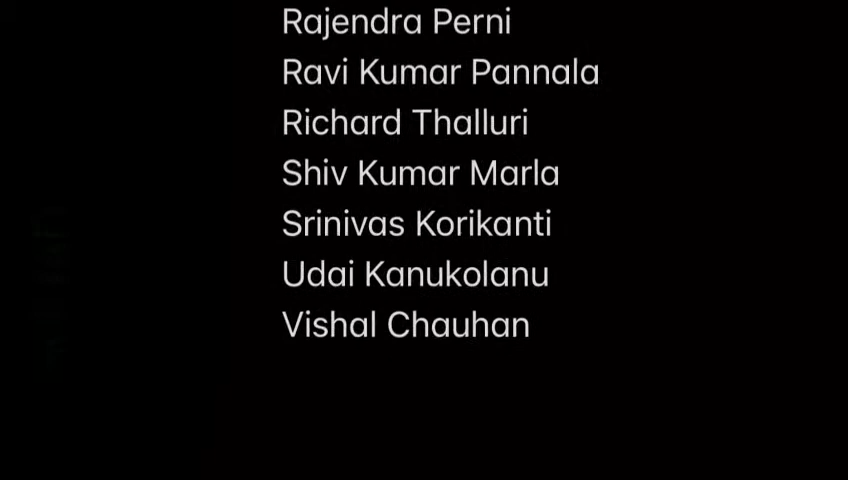 Rajendra Perni
Ravi Kumar Pannala
Richard Thalluri
Shiv Kumar Marla
Srinivas Korikanti
Udai Kanukolanu
Vishal Chauhan